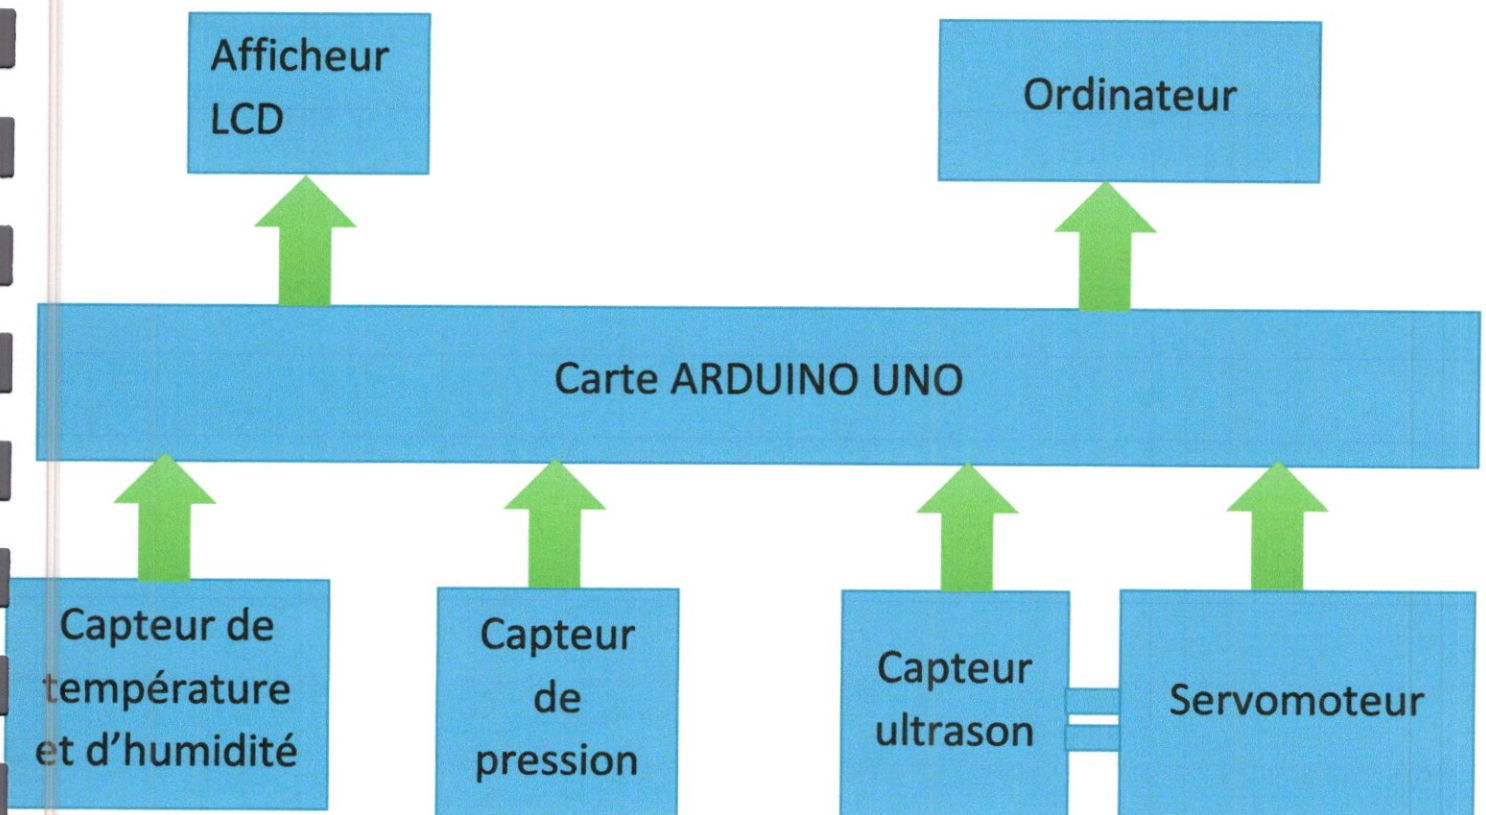 Afficheur
LCD
Ordinateur
Carte ARDUINO UNO
Capteur de
température
et d'humidité
Capteur
de
pression
Capteur
ultrason
Servomoteur